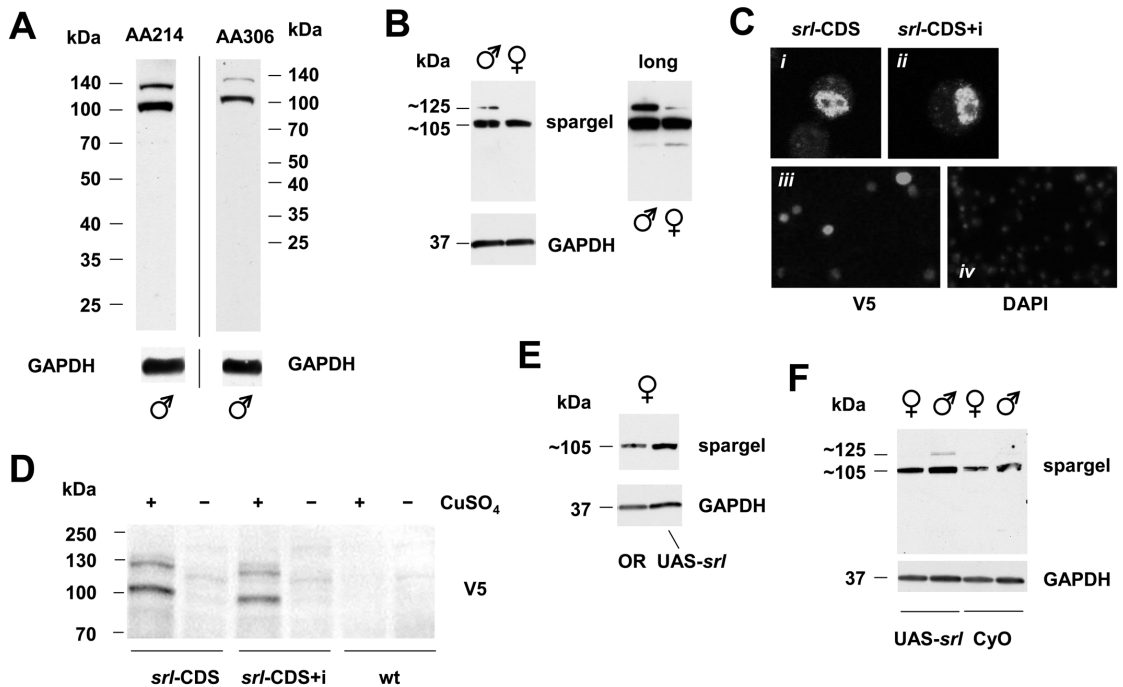 A
kDa AA214 AA306 kDa
140 140
100 100
70 70
50 50
40 40
35 35
25 25
GAPDH GAPDH
♂ ♂
B
kDa ♂ ♀ long
~125
~105 spargel
37 GAPDH
♂ ♀
C
srl-CDS srl-CDS+i
i ii
iii iv
V5 DAPI
D
kDa
+ – + – + – CuSO4
250
130
100 V5
70
srl-CDS srl-CDS+i wt
E
♀
kDa
~105 spargel
37 GAPDH
OR UAS-srl
F
kDa ♀ ♂ ♀ ♂
~125
~105 spargel
37 GAPDH
UAS-srl CyO